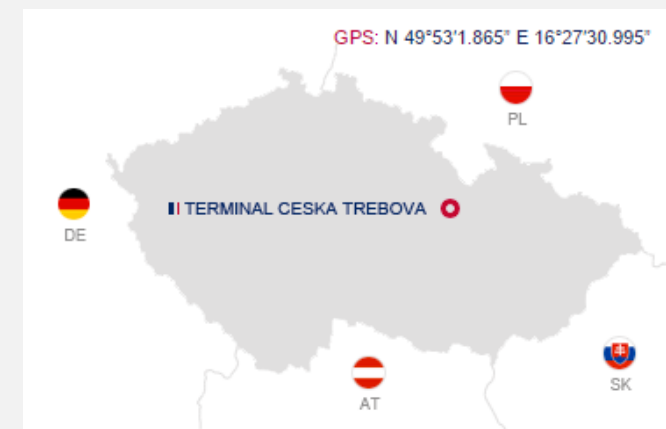 GPS: N 49°53'1.865” E 16°27'30.995”
PL
TERMINAL CESKA TREBOVA
DE
SK
AT